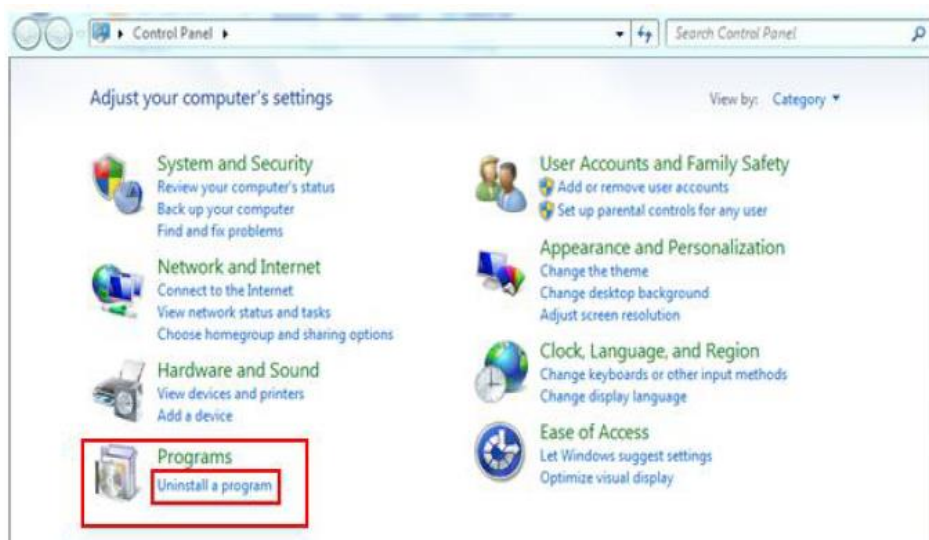 Control Panel
Search Control Panel
Adjust your computer's settings
View by: Category
System and Security
Review your computer's status
Back up your computer
Find and fix problems
Network and Internet
Connect to the Internet
View network status and tasks
Choose homegroup and sharing options
Hardware and Sound
View devices and printers
Add a device
Programs
Uninstall a program
User Accounts and Family Safety
Add or remove user accounts
Set up parental controls for any user
Appearance and Personalization
Change the theme
Change desktop background
Adjust screen resolution
Clock, Language, and Region
Change keyboards or other input methods
Change display language
Ease of Access
Let Windows suggest settings
Optimize visual display